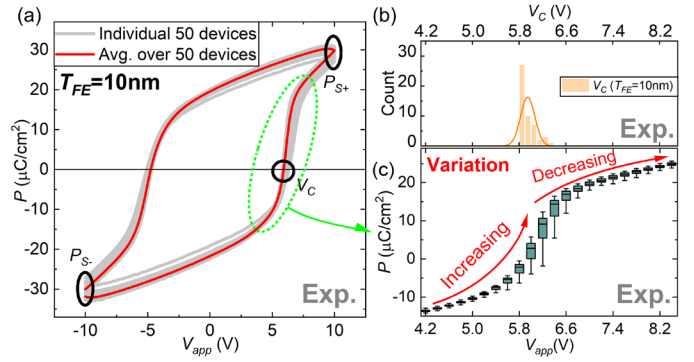 (a)
Individual 50 devices
Avg. over 50 devices
T_FE=10nm
P_S+
V_C
P_S-
Exp.
P (μC/cm²)
30
20
10
0
-10
-20
-30
-10
-5
0
5
10
V_app (V)
(b)
V_C (V)
4.2
5.0
5.8
6.6
7.4
8.2
Count
40
20
0
V_C (T_FE=10nm)
Exp.
(c)
Variation
Increasing
Decreasing
Exp.
P (μC/cm²)
20
10
0
-10
4.2
5.0
5.8
6.6
7.4
8.2
V_app(V)